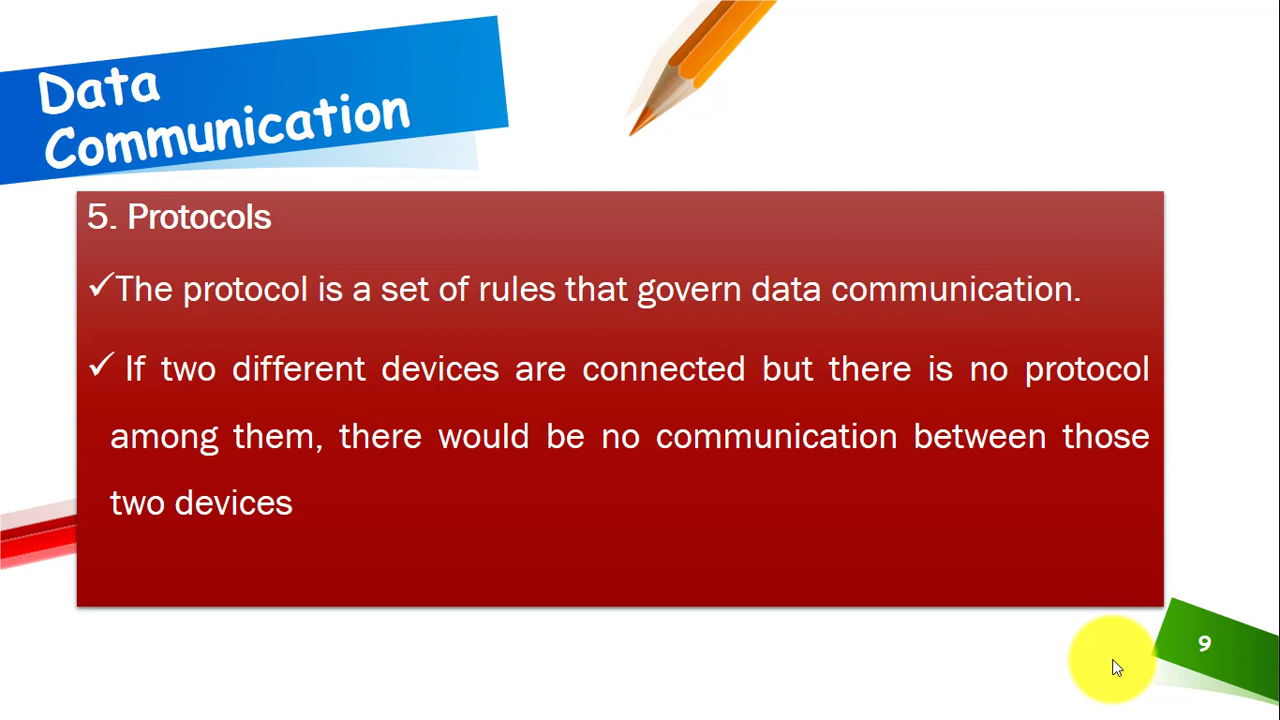 Data
Communication
5. Protocols
✓The protocol is a set of rules that govern data communication.
✓ If two different devices are connected but there is no protocol
among them, there would be no communication between those
two devices
9